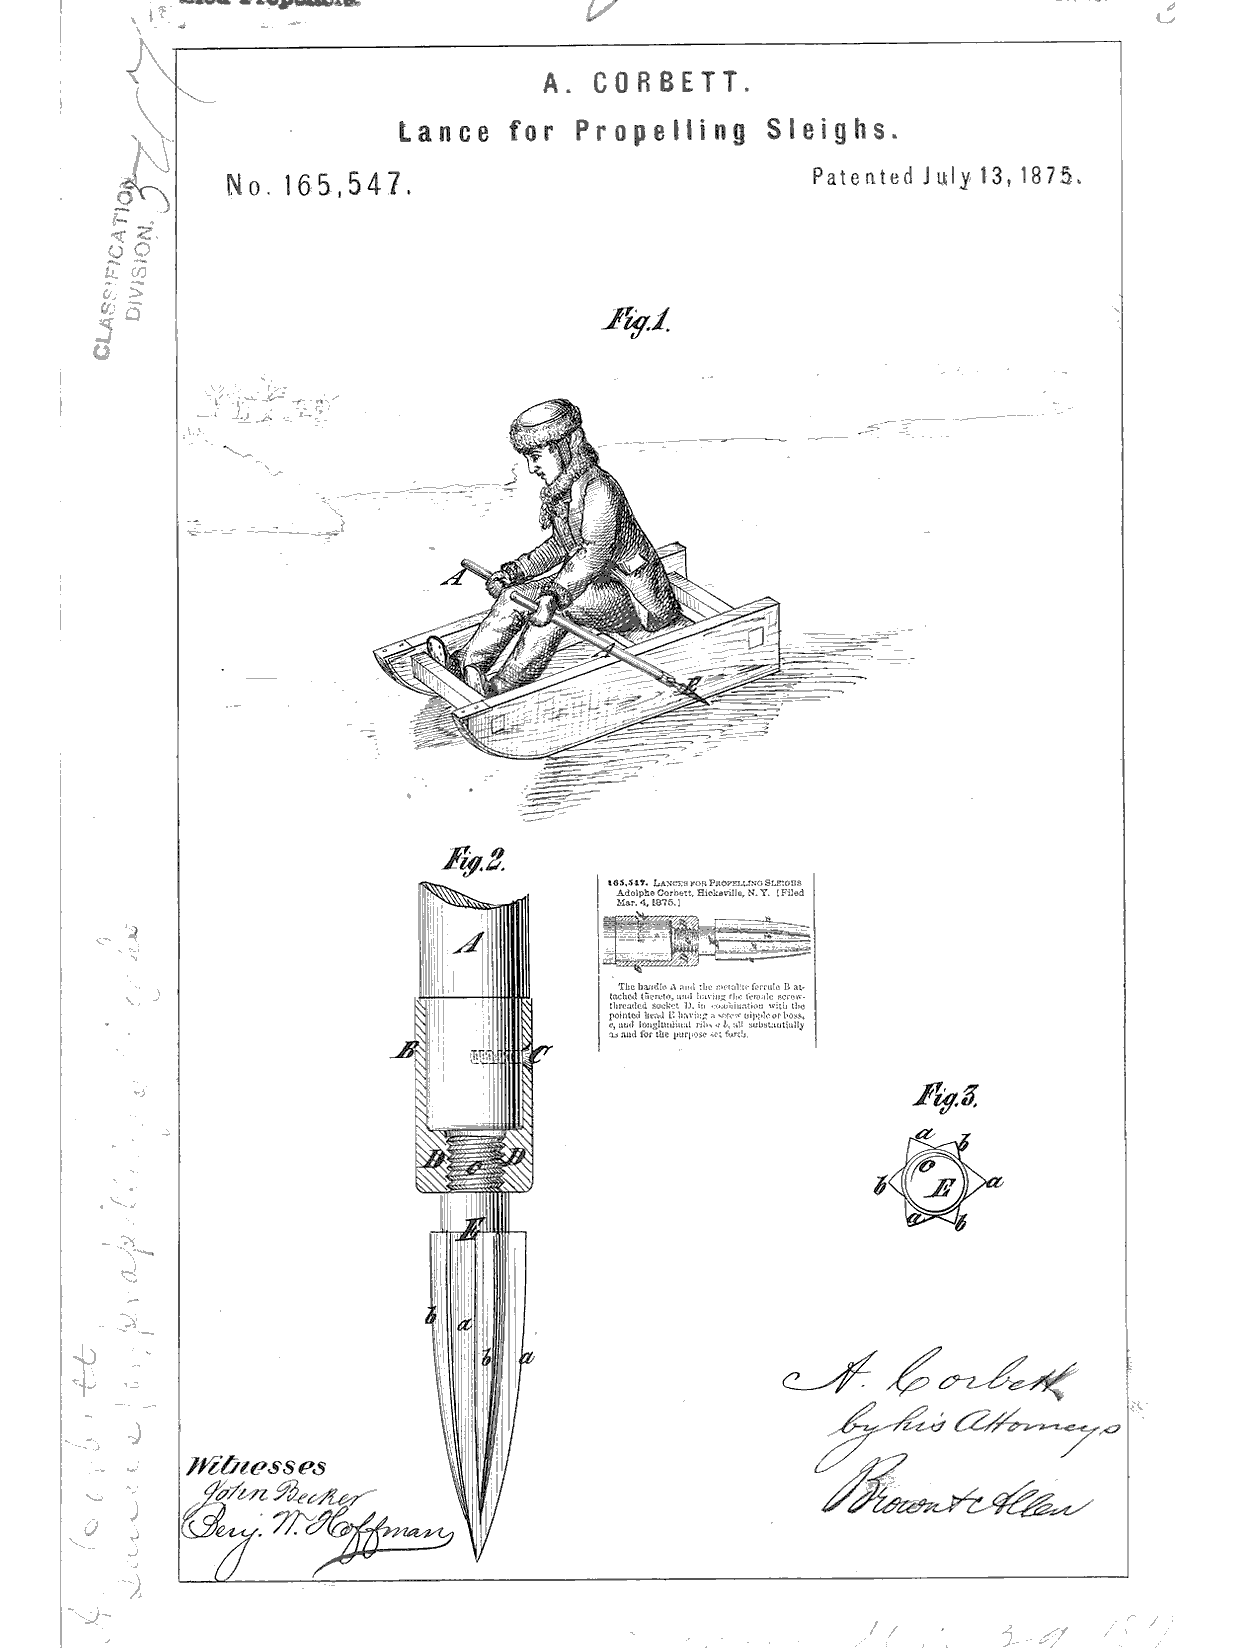 A. CORBETT.
Lance for Propelling Sleighs.
No. 165,547.
Patented July 13, 1875.
CLASSIFICATION
DIVISION.
Fig.1.
A
E
Fig.2.
A
B
C
D
c
D
E
b
a
b
a
165,547. LANCES FOR PROPELLING SLEIGHS
Adolphe Corbett, Hicksville, N. Y. [Filed
Mar. 4, 1875.]
The handle A and the metallic ferrule B at-
tached thereto, and having the female screw-
threaded socket D, in combination with the
pointed head E having a screw nipple or boss,
c, and longitudinal ribs a b, all substantially
as and for the purpose set forth.
Fig.3.
a
b
c
b
E
a
a
b
A. Corbett
by his Attorneys
Brown & Allen
Witnesses
John Becker
Benj. W. Hoffman
A Corbett